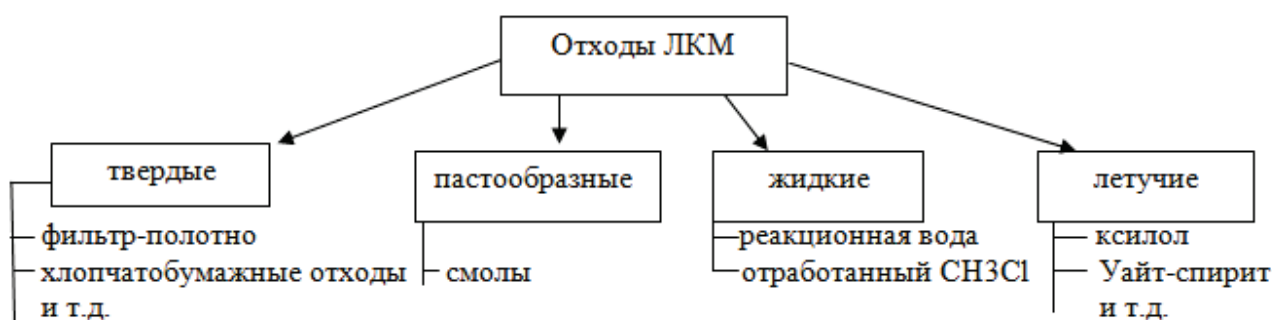 Отходы ЛКМ
твердые
фильтр-полотно
хлопчатобумажные отходы
и т.д.
пастообразные
смолы
жидкие
реакционная вода
отработанный CH3Cl
летучие
ксилол
Уайт-спирит
и т.д.